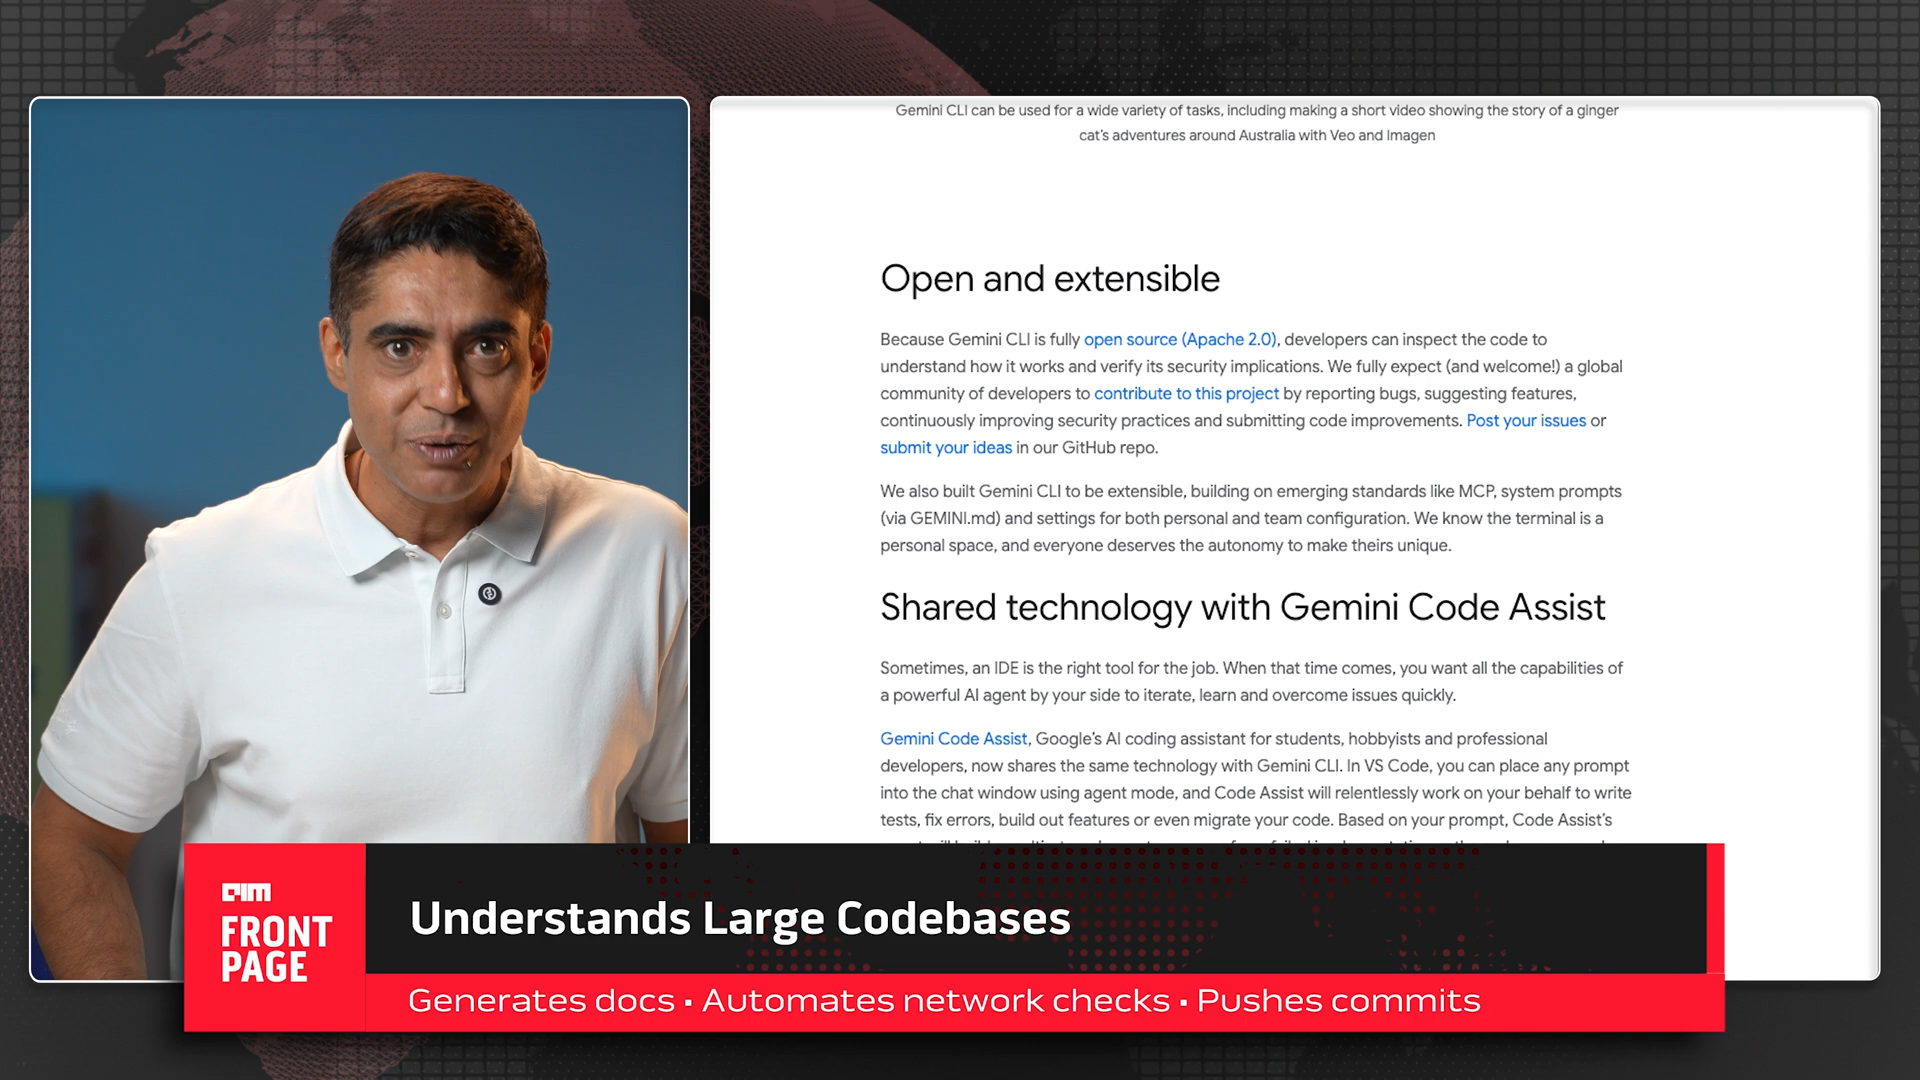 Gemini CLI can be used for a wide variety of tasks, including making a short video showing the story of a ginger
cat's adventures around Australia with Veo and Imagen
Open and extensible
Because Gemini CLI is fully open source (Apache 2.0), developers can inspect the code to
understand how it works and verify its security implications. We fully expect (and welcome!) a global
community of developers to contribute to this project by reporting bugs, suggesting features,
continuously improving security practices and submitting code improvements. Post your issues or
submit your ideas in our GitHub repo.
We also built Gemini CLI to be extensible, building on emerging standards like MCP, system prompts
(via GEMINI.md) and settings for both personal and team configuration. We know the terminal is a
personal space, and everyone deserves the autonomy to make theirs unique.
Shared technology with Gemini Code Assist
Sometimes, an IDE is the right tool for the job. When that time comes, you want all the capabilities of
a powerful AI agent by your side to iterate, learn and overcome issues quickly.
Gemini Code Assist, Google's AI coding assistant for students, hobbyists and professional
developers, now shares the same technology with Gemini CLI. In VS Code, you can place any prompt
into the chat window using agent mode, and Code Assist will relentlessly work on your behalf to write
tests, fix errors, build out features or even migrate your code. Based on your prompt, Code Assist's
AIM
FRONT
PAGE
Understands Large Codebases
Generates docs • Automates network checks • Pushes commits